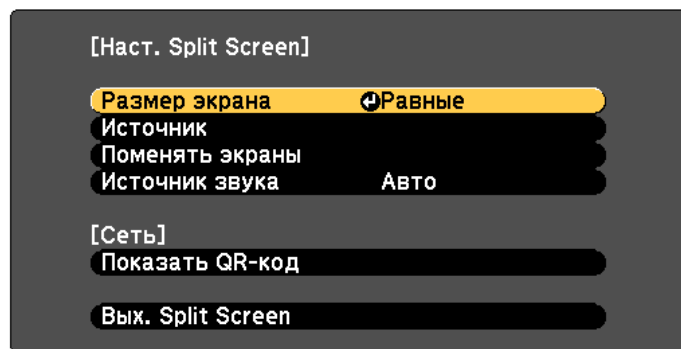 [Наст. Split Screen]
Размер экрана Равные
Источник
Поменять экраны
Источник звука Авто
[Сеть]
Показать QR-код
Вых. Split Screen